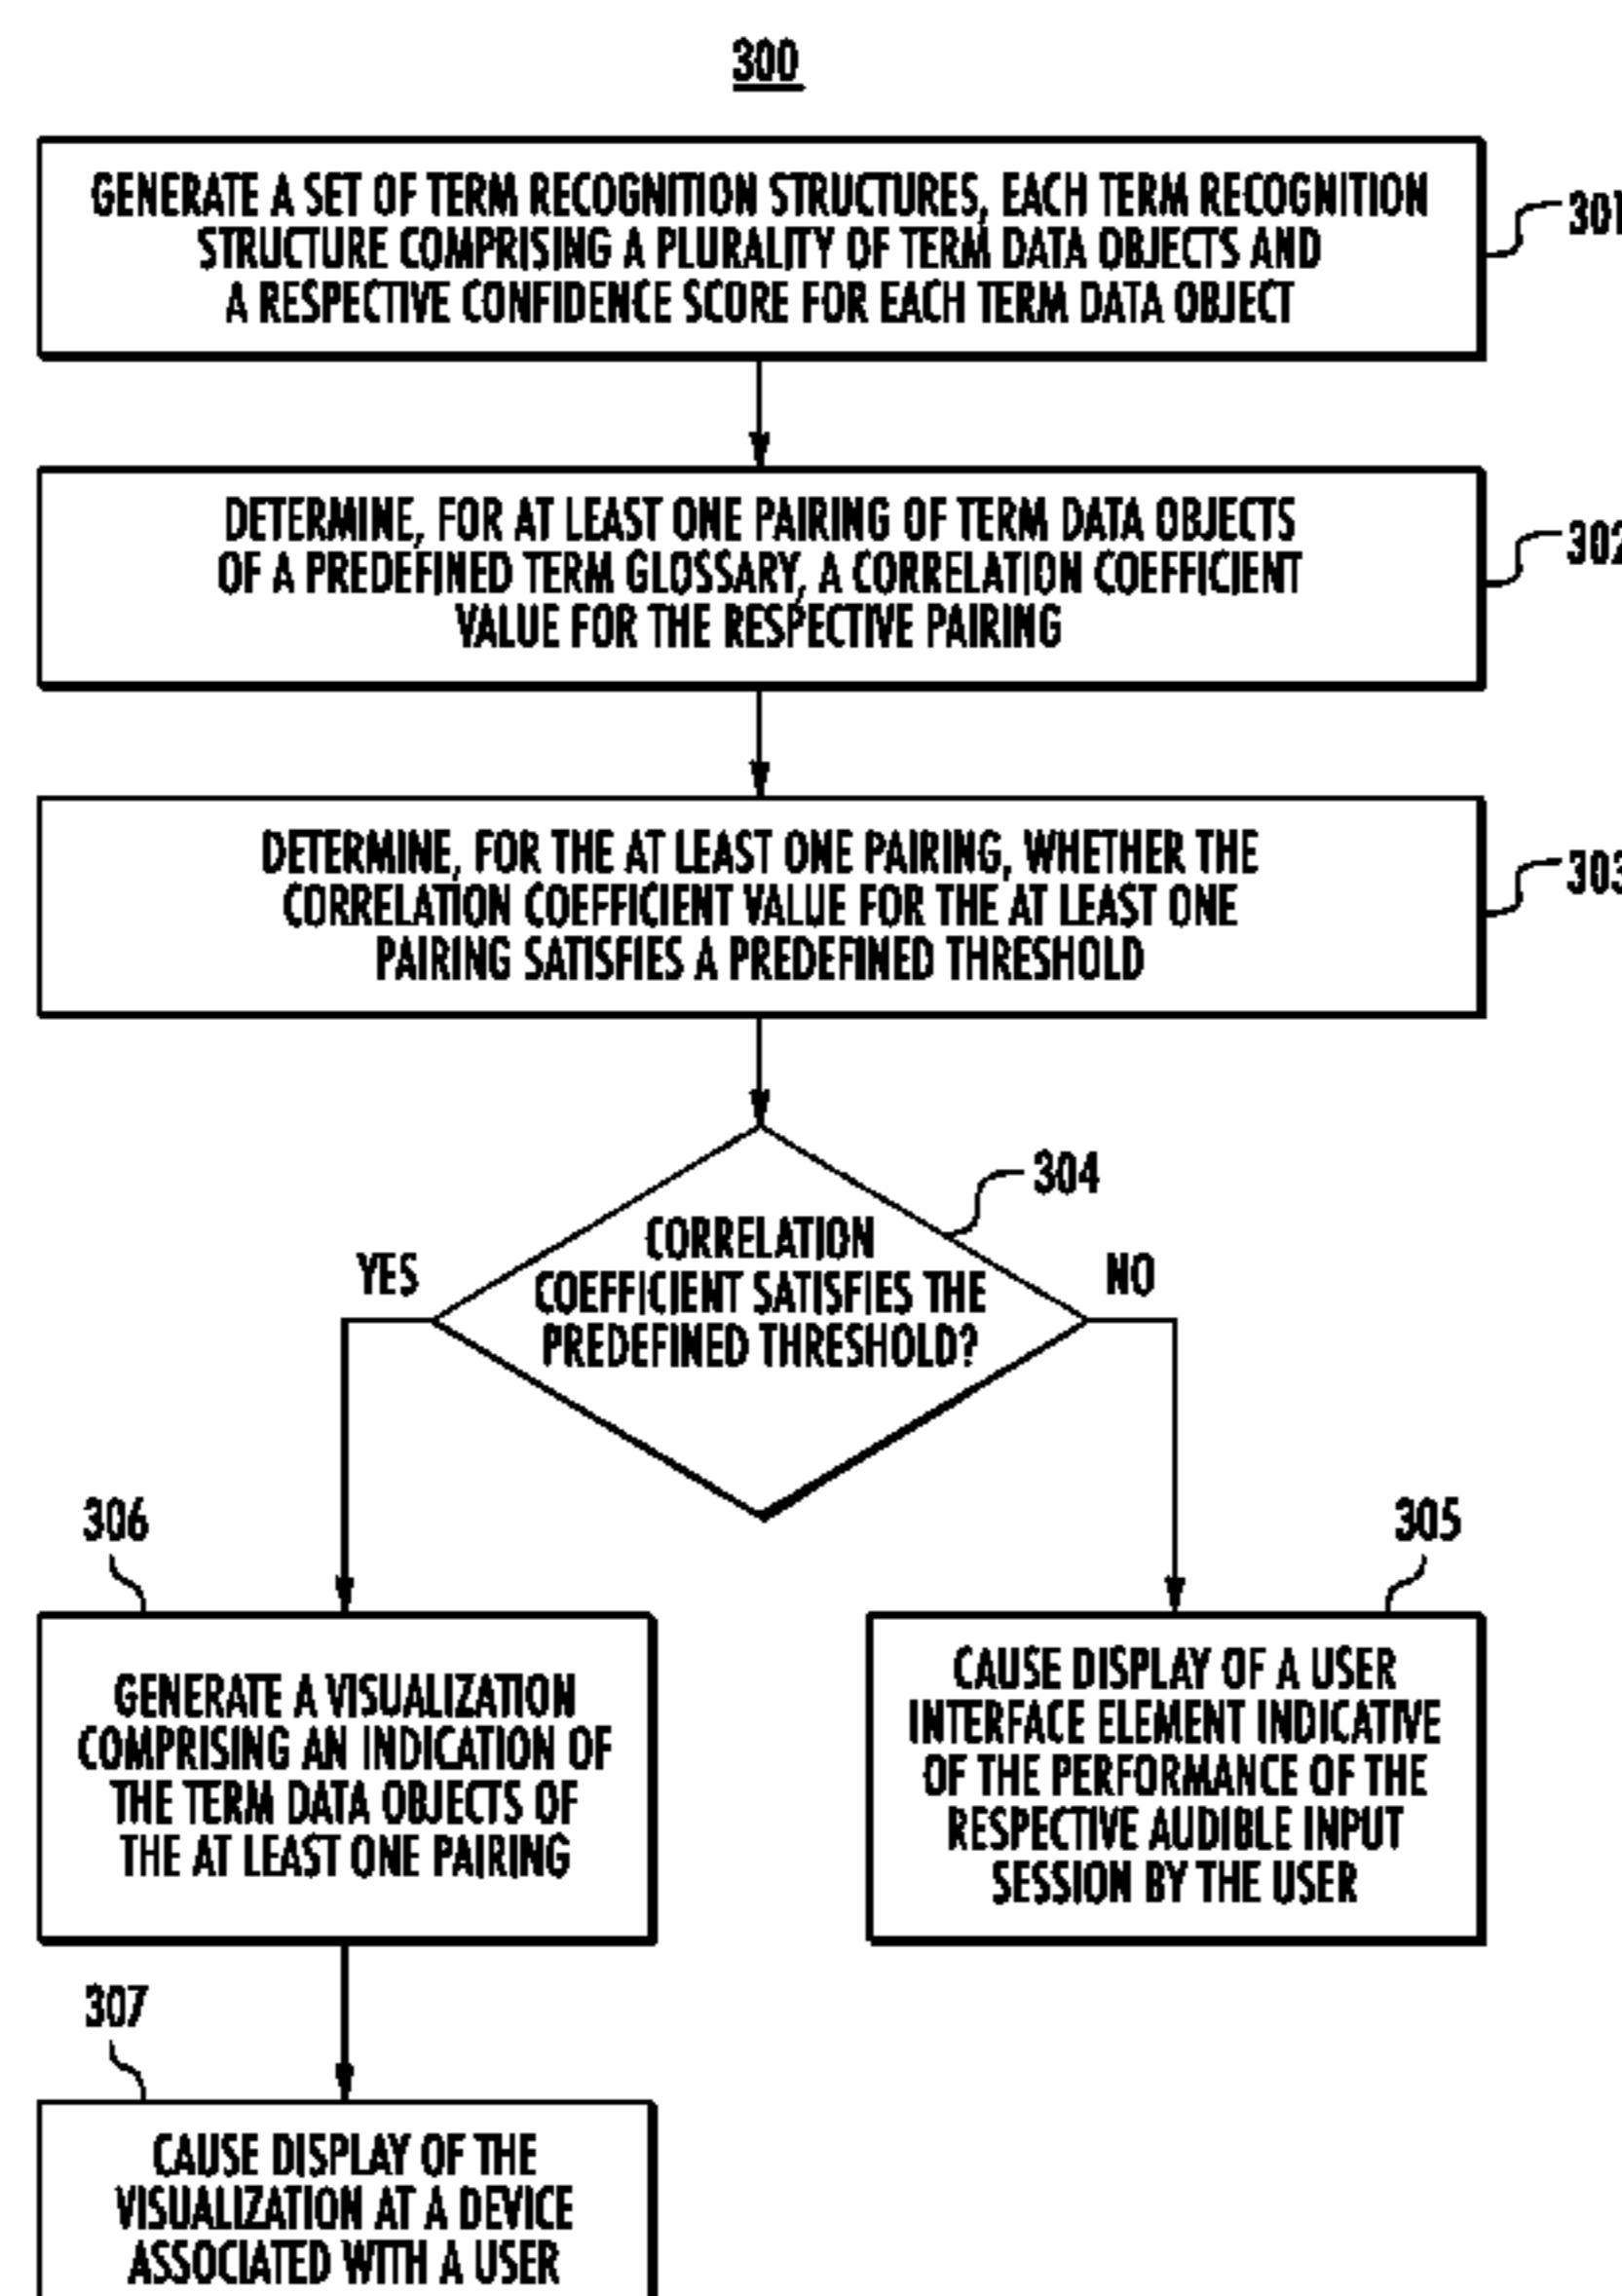 300
GENERATE A SET OF TERM RECOGNITION STRUCTURES, EACH TERM RECOGNITION
STRUCTURE COMPRISING A PLURALITY OF TERM DATA OBJECTS AND
A RESPECTIVE CONFIDENCE SCORE FOR EACH TERM DATA OBJECT
301
DETERMINE, FOR AT LEAST ONE PAIRING OF TERM DATA OBJECTS
OF A PREDEFINED TERM GLOSSARY, A CORRELATION COEFFICIENT
VALUE FOR THE RESPECTIVE PAIRING
302
DETERMINE, FOR THE AT LEAST ONE PAIRING, WHETHER THE
CORRELATION COEFFICIENT VALUE FOR THE AT LEAST ONE
PAIRING SATISFIES A PREDEFINED THRESHOLD
303
304
CORRELATION
COEFFICIENT SATISFIES THE
PREDEFINED THRESHOLD?
YES
NO
306
GENERATE A VISUALIZATION
COMPRISING AN INDICATION OF
THE TERM DATA OBJECTS OF
THE AT LEAST ONE PAIRING
305
CAUSE DISPLAY OF A USER
INTERFACE ELEMENT INDICATIVE
OF THE PERFORMANCE OF THE
RESPECTIVE AUDIBLE INPUT
SESSION BY THE USER
307
CAUSE DISPLAY OF THE
VISUALIZATION AT A DEVICE
ASSOCIATED WITH A USER